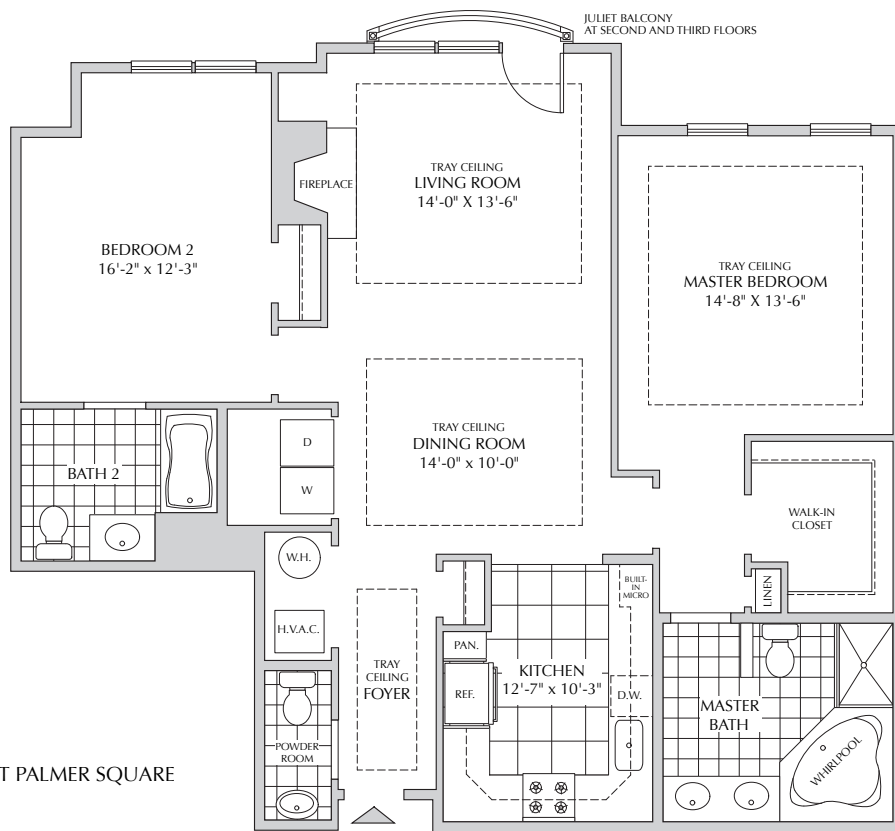 JULIET BALCONY
AT SECOND AND THIRD FLOORS
TRAY CEILING
LIVING ROOM
14'-0" X 13'-6"
FIREPLACE
BEDROOM 2
16'-2" x 12'-3"
TRAY CEILING
MASTER BEDROOM
14'-8" X 13'-6"
TRAY CEILING
DINING ROOM
14'-0" x 10'-0"
D
W
BATH 2
WALK-IN
CLOSET
W.H.
BUILT-
IN
MICRO
LINEN
H.V.A.C.
PAN.
TRAY
CEILING
FOYER
REF.
KITCHEN
12'-7" x 10'-3"
D.W.
MASTER
BATH
POWDER
ROOM
WHIRLPOOL
T PALMER SQUARE